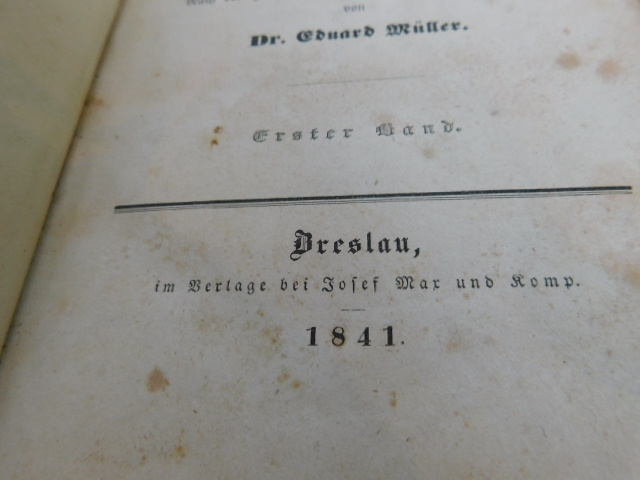 von
Dr. Eduard Müller.
Erster Band.
Breslau,
im Verlage bei Josef Max und Komp.
1841.